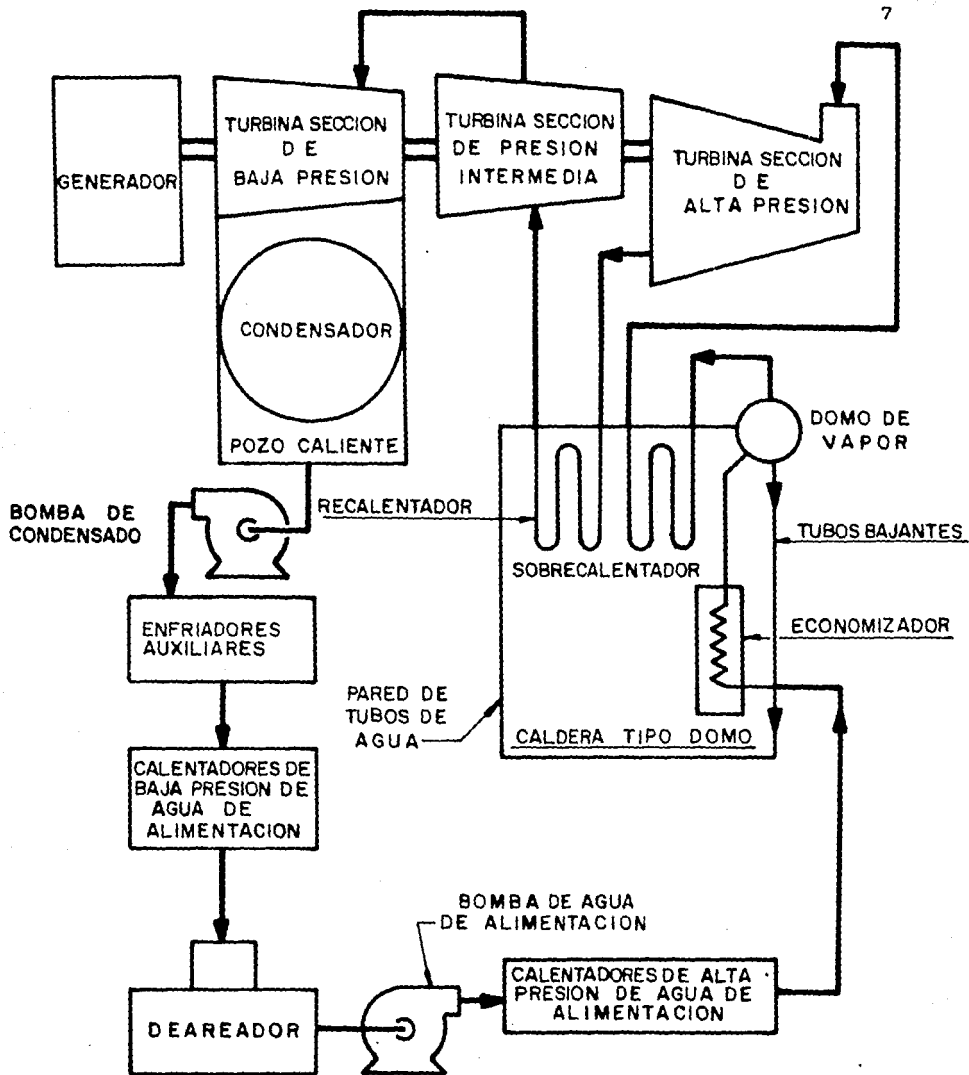 7
GENERADOR
TURBINA SECCION
D E
BAJA PRESION
TURBINA SECCION
DE PRESION
INTERMEDIA
TURBINA SECCION
D E
ALTA PRESION
CONDENSADOR
POZO CALIENTE
DOMO DE
VAPOR
BOMBA DE
CONDENSADO
RECALENTADOR
TUBOS BAJANTES
SOBRECALENTADOR
ENFRIADORES
AUXILIARES
ECONOMIZADOR
PARED DE
TUBOS DE
AGUA
CALDERA TIPO DOMO
CALENTADORES DE
BAJA PRESION DE
AGUA DE
ALIMENTACION
BOMBA DE AGUA
DE ALIMENTACION
CALENTADORES DE ALTA
PRESION DE AGUA DE
ALIMENTACION
DEAREADOR